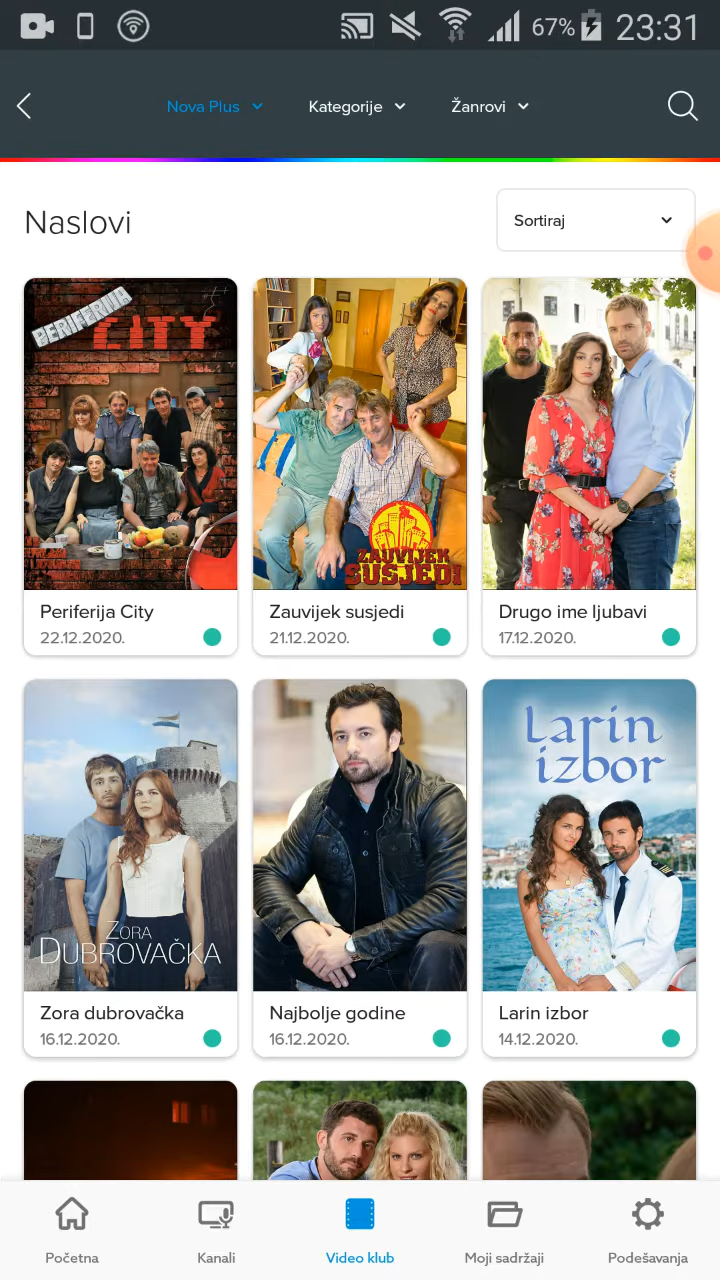 67% 23:31
Nova Plus Kategorije Žanrovi
Naslovi
Sortiraj
PERIFERIJA
CITY
ZAUVIJEK
SUSJEDI
Periferija City
22.12.2020.
Zauvijek susjedi
21.12.2020.
Drugo ime ljubavi
17.12.2020.
ZORA
DUBROVAČKA
Larin
izbor
Zora dubrovačka
16.12.2020.
Najbolje godine
16.12.2020.
Larin izbor
14.12.2020.
Početna
Kanali
Video klub
Moji sadržaji
Podešavanja